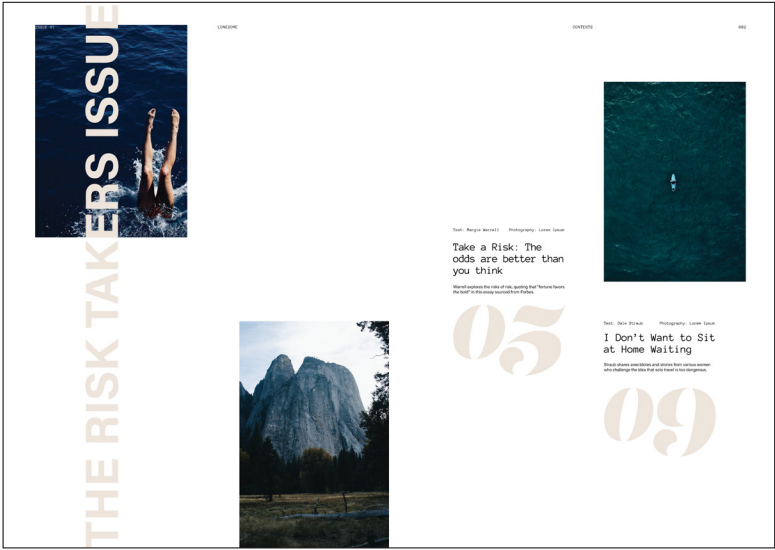 ISSUE 01
LONESOME
CONTENTS
002
THE RISK TAKERS ISSUE
Text: Margie Warrell Photography: Lorem Ipsum
Take a Risk: The
odds are better than
you think
Warrell explores the risks of risk, quoting that "fortune favors
the bold" in this essay sourced from Forbes.
05
Text: Dale Straub Photography: Lorem Ipsum
I Don't Want to Sit
at Home Waiting
Straub shares anecdotes and stories from various women
who challenge the idea that solo travel is too dangerous.
09